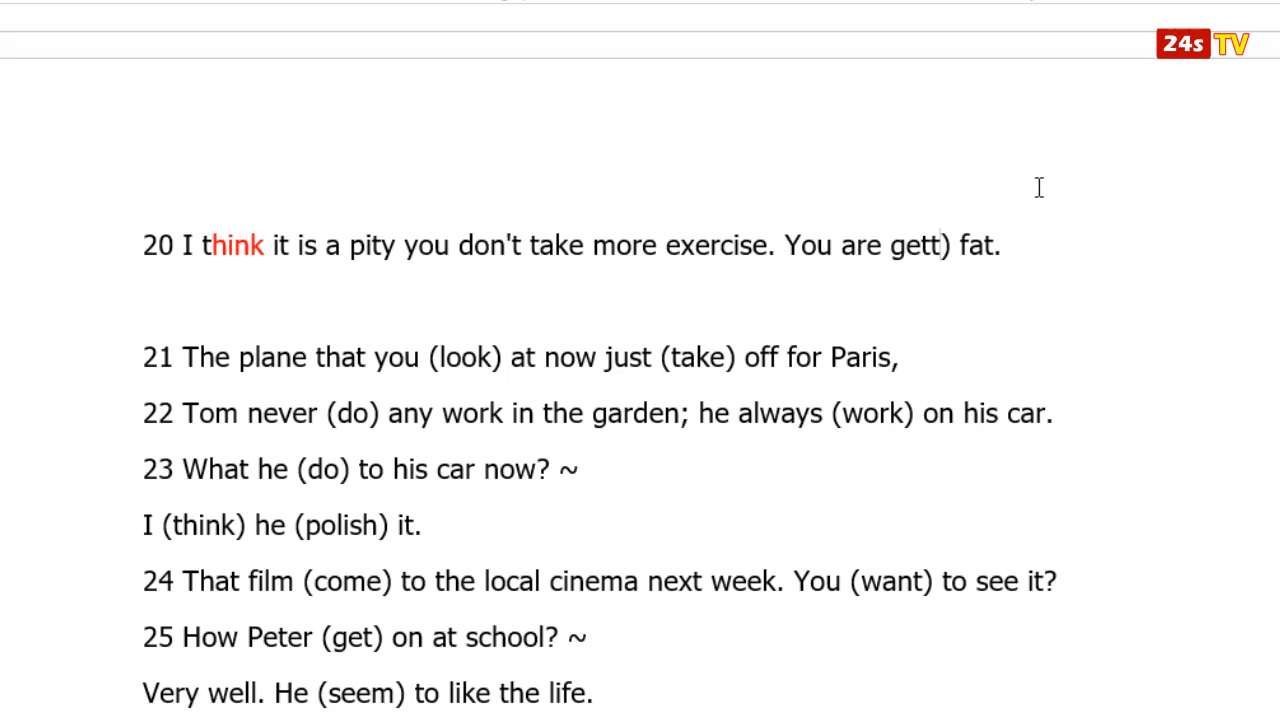 24s TV
20 I think it is a pity you don't take more exercise. You are gett) fat.
21 The plane that you (look) at now just (take) off for Paris,
22 Tom never (do) any work in the garden; he always (work) on his car.
23 What he (do) to his car now? ~
I (think) he (polish) it.
24 That film (come) to the local cinema next week. You (want) to see it?
25 How Peter (get) on at school? ~
Very well. He (seem) to like the life.